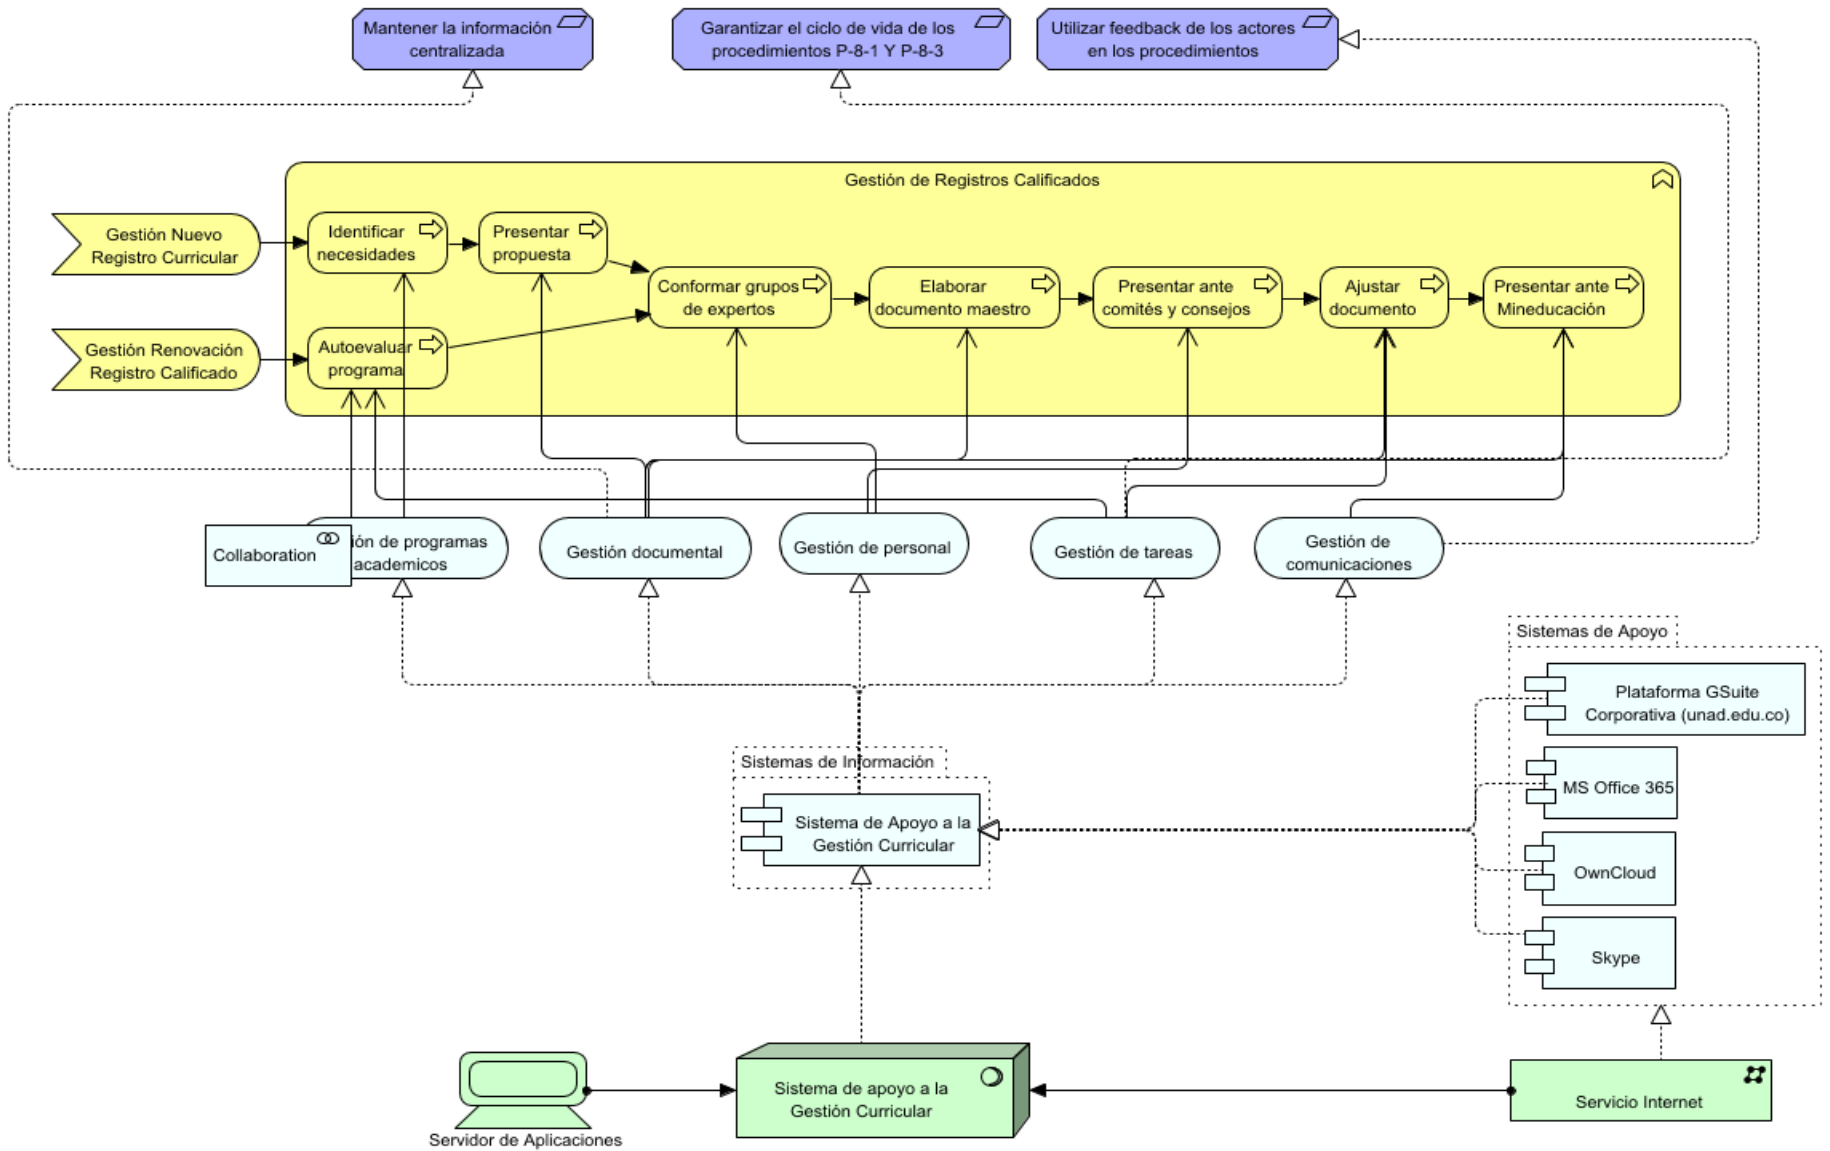 Mantener la información
centralizada
Garantizar el ciclo de vida de los
procedimientos P-8-1 Y P-8-3
Utilizar feedback de los actores
en los procedimientos
Gestión de Registros Calificados
Gestión Nuevo
Registro Curricular
Identificar
necesidades
Presentar
propuesta
Conformar grupos
de expertos
Elaborar
documento maestro
Presentar ante
comités y consejos
Ajustar
documento
Presentar ante
Mineducación
Gestión Renovación
Registro Calificado
Autoevaluar
programa
Collaboration
ión de programas
academicos
Gestión documental
Gestión de personal
Gestión de tareas
Gestión de
comunicaciones
Sistemas de Apoyo
Plataforma GSuite
Corporativa (unad.edu.co)
MS Office 365
OwnCloud
Skype
Sistemas de Información
Sistema de Apoyo a la
Gestión Curricular
Servidor de Aplicaciones
Sistema de apoyo a la
Gestión Curricular
Servicio Internet